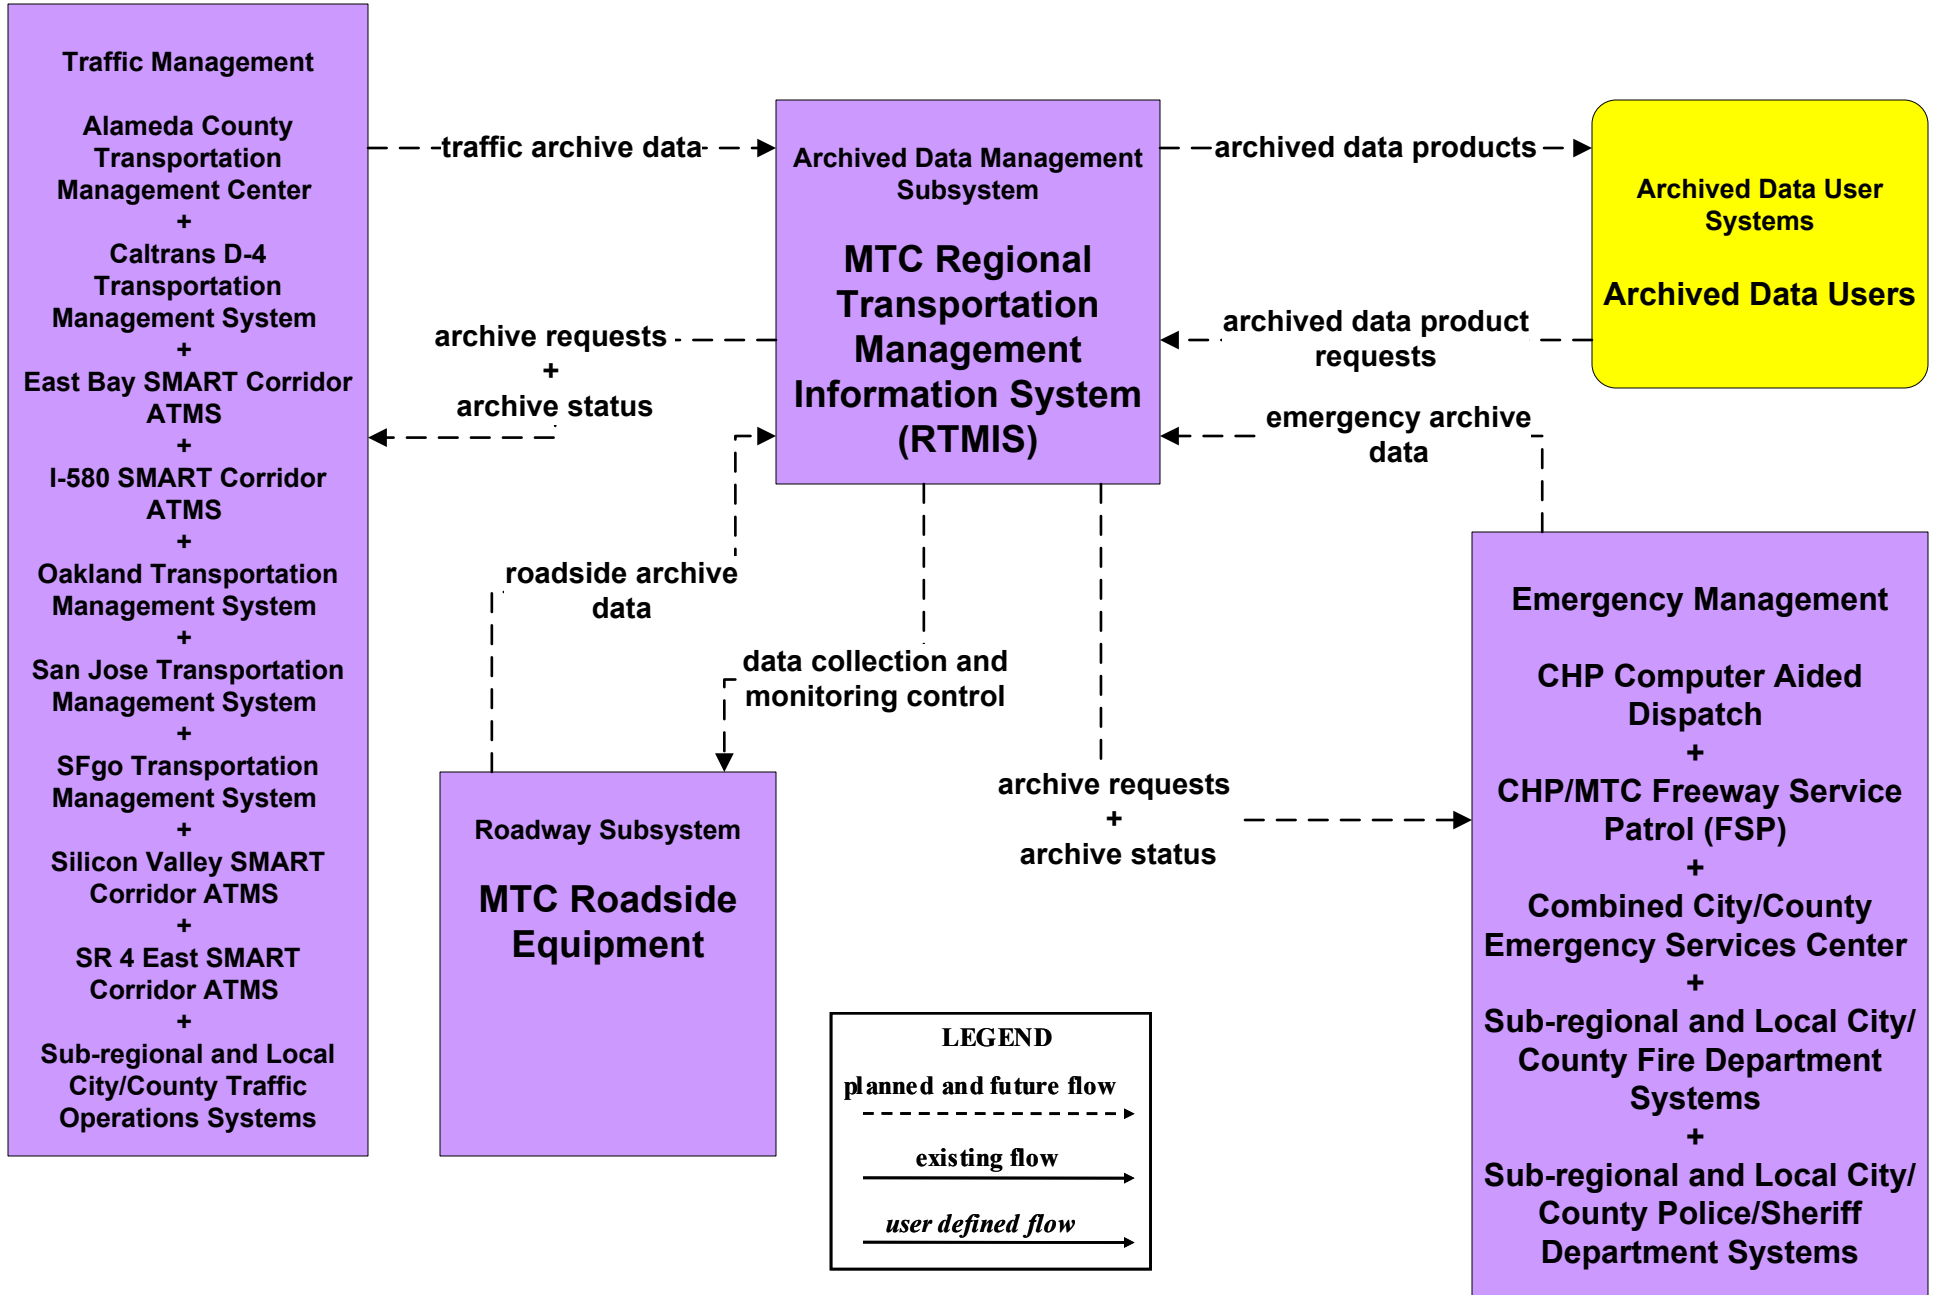 Traffic Management
Alameda County
Transportation
Management Center
+
Caltrans D-4
Transportation
Management System
+
East Bay SMART Corridor
ATMS
+
I-580 SMART Corridor
ATMS
+
Oakland Transportation
Management System
+
San Jose Transportation
Management System
+
SFgo Transportation
Management System
+
Silicon Valley SMART
Corridor ATMS
+
SR 4 East SMART
Corridor ATMS
+
Sub-regional and Local
City/County Traffic
Operations Systems
traffic archive data
archive requests
+
archive status
Archived Data Management
Subsystem
MTC Regional
Transportation
Management
Information System
(RTMIS)
archived data products
archived data product
requests
Archived Data User
Systems
Archived Data Users
emergency archive
data
roadside archive
data
data collection and
monitoring control
archive requests
+
archive status
Roadway Subsystem
MTC Roadside
Equipment
Emergency Management
CHP Computer Aided
Dispatch
+
CHP/MTC Freeway Service
Patrol (FSP)
+
Combined City/County
Emergency Services Center
+
Sub-regional and Local City/
County Fire Department
Systems
+
Sub-regional and Local City/
County Police/Sheriff
Department Systems
LEGEND
planned and future flow
existing flow
user defined flow